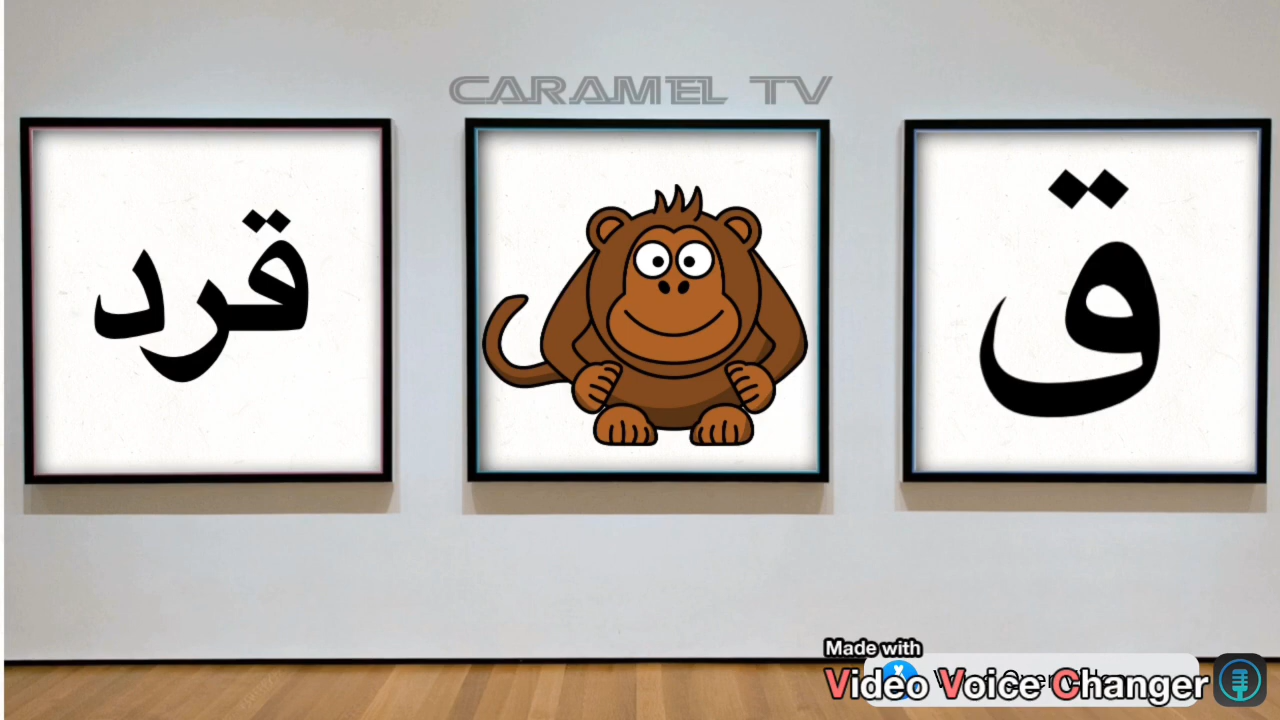 CARAMEL TV
ق
قرد
Made with
Video Voice Changer